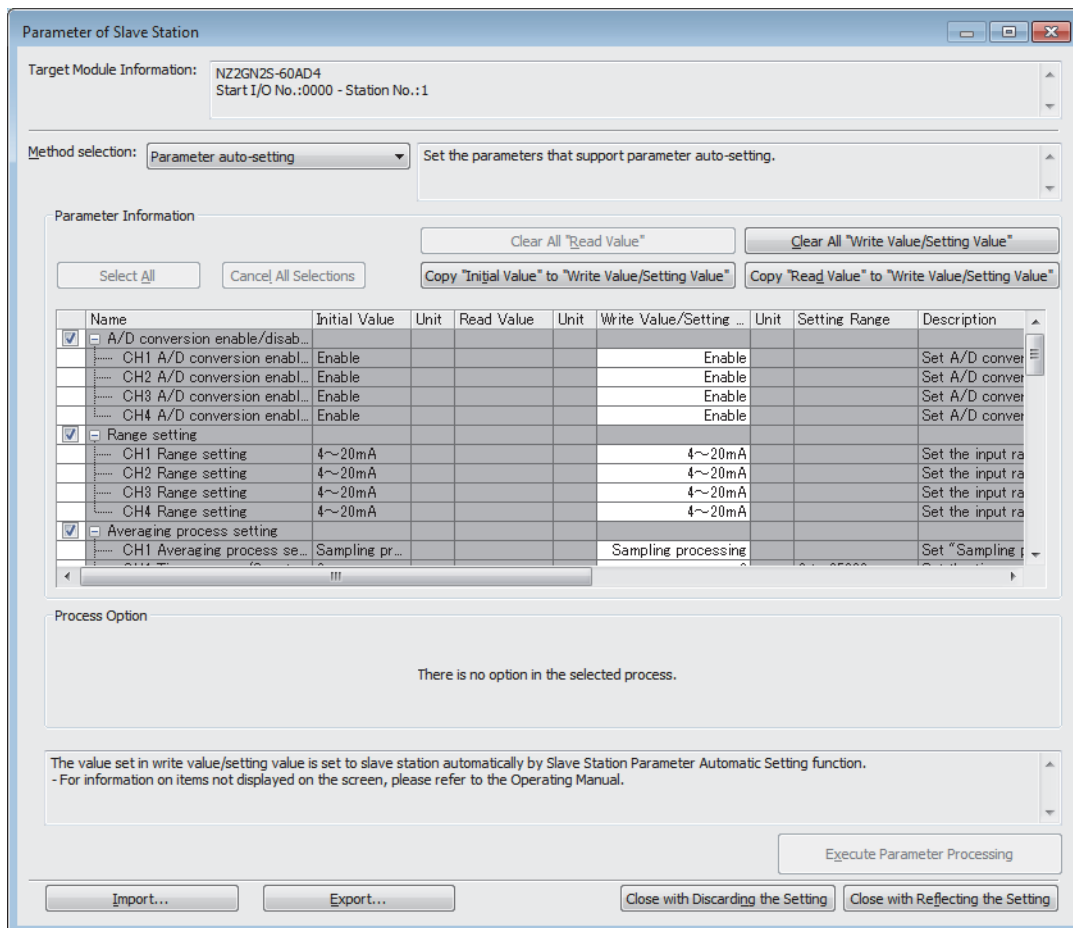 Parameter of Slave Station
Target Module Information:
NZ2GN2S-60AD4
Start I/O No.:0000 - Station No.:1
Method selection:
Parameter auto-setting
Set the parameters that support parameter auto-setting.
Parameter Information
Clear All "Read Value"
Clear All "Write Value/Setting Value"
Select All
Cancel All Selections
Copy "Initial Value" to "Write Value/Setting Value"
Copy "Read Value" to "Write Value/Setting Value"
Name Initial Value Unit Read Value Unit Write Value/Setting ... Unit Setting Range Description
A/D conversion enable/disab...
CH1 A/D conversion enabl... Enable Enable Set A/D conver
CH2 A/D conversion enabl... Enable Enable Set A/D conver
CH3 A/D conversion enabl... Enable Enable Set A/D conver
CH4 A/D conversion enabl... Enable Enable Set A/D conver
Range setting
CH1 Range setting 4～20mA 4～20mA Set the input ra
CH2 Range setting 4～20mA 4～20mA Set the input ra
CH3 Range setting 4～20mA 4～20mA Set the input ra
CH4 Range setting 4～20mA 4～20mA Set the input ra
Averaging process setting
CH1 Averaging process se... Sampling pr... Sampling processing Set "Sampling p
Process Option
There is no option in the selected process.
The value set in write value/setting value is set to slave station automatically by Slave Station Parameter Automatic Setting function.
- For information on items not displayed on the screen, please refer to the Operating Manual.
Execute Parameter Processing
Import...
Export...
Close with Discarding the Setting
Close with Reflecting the Setting